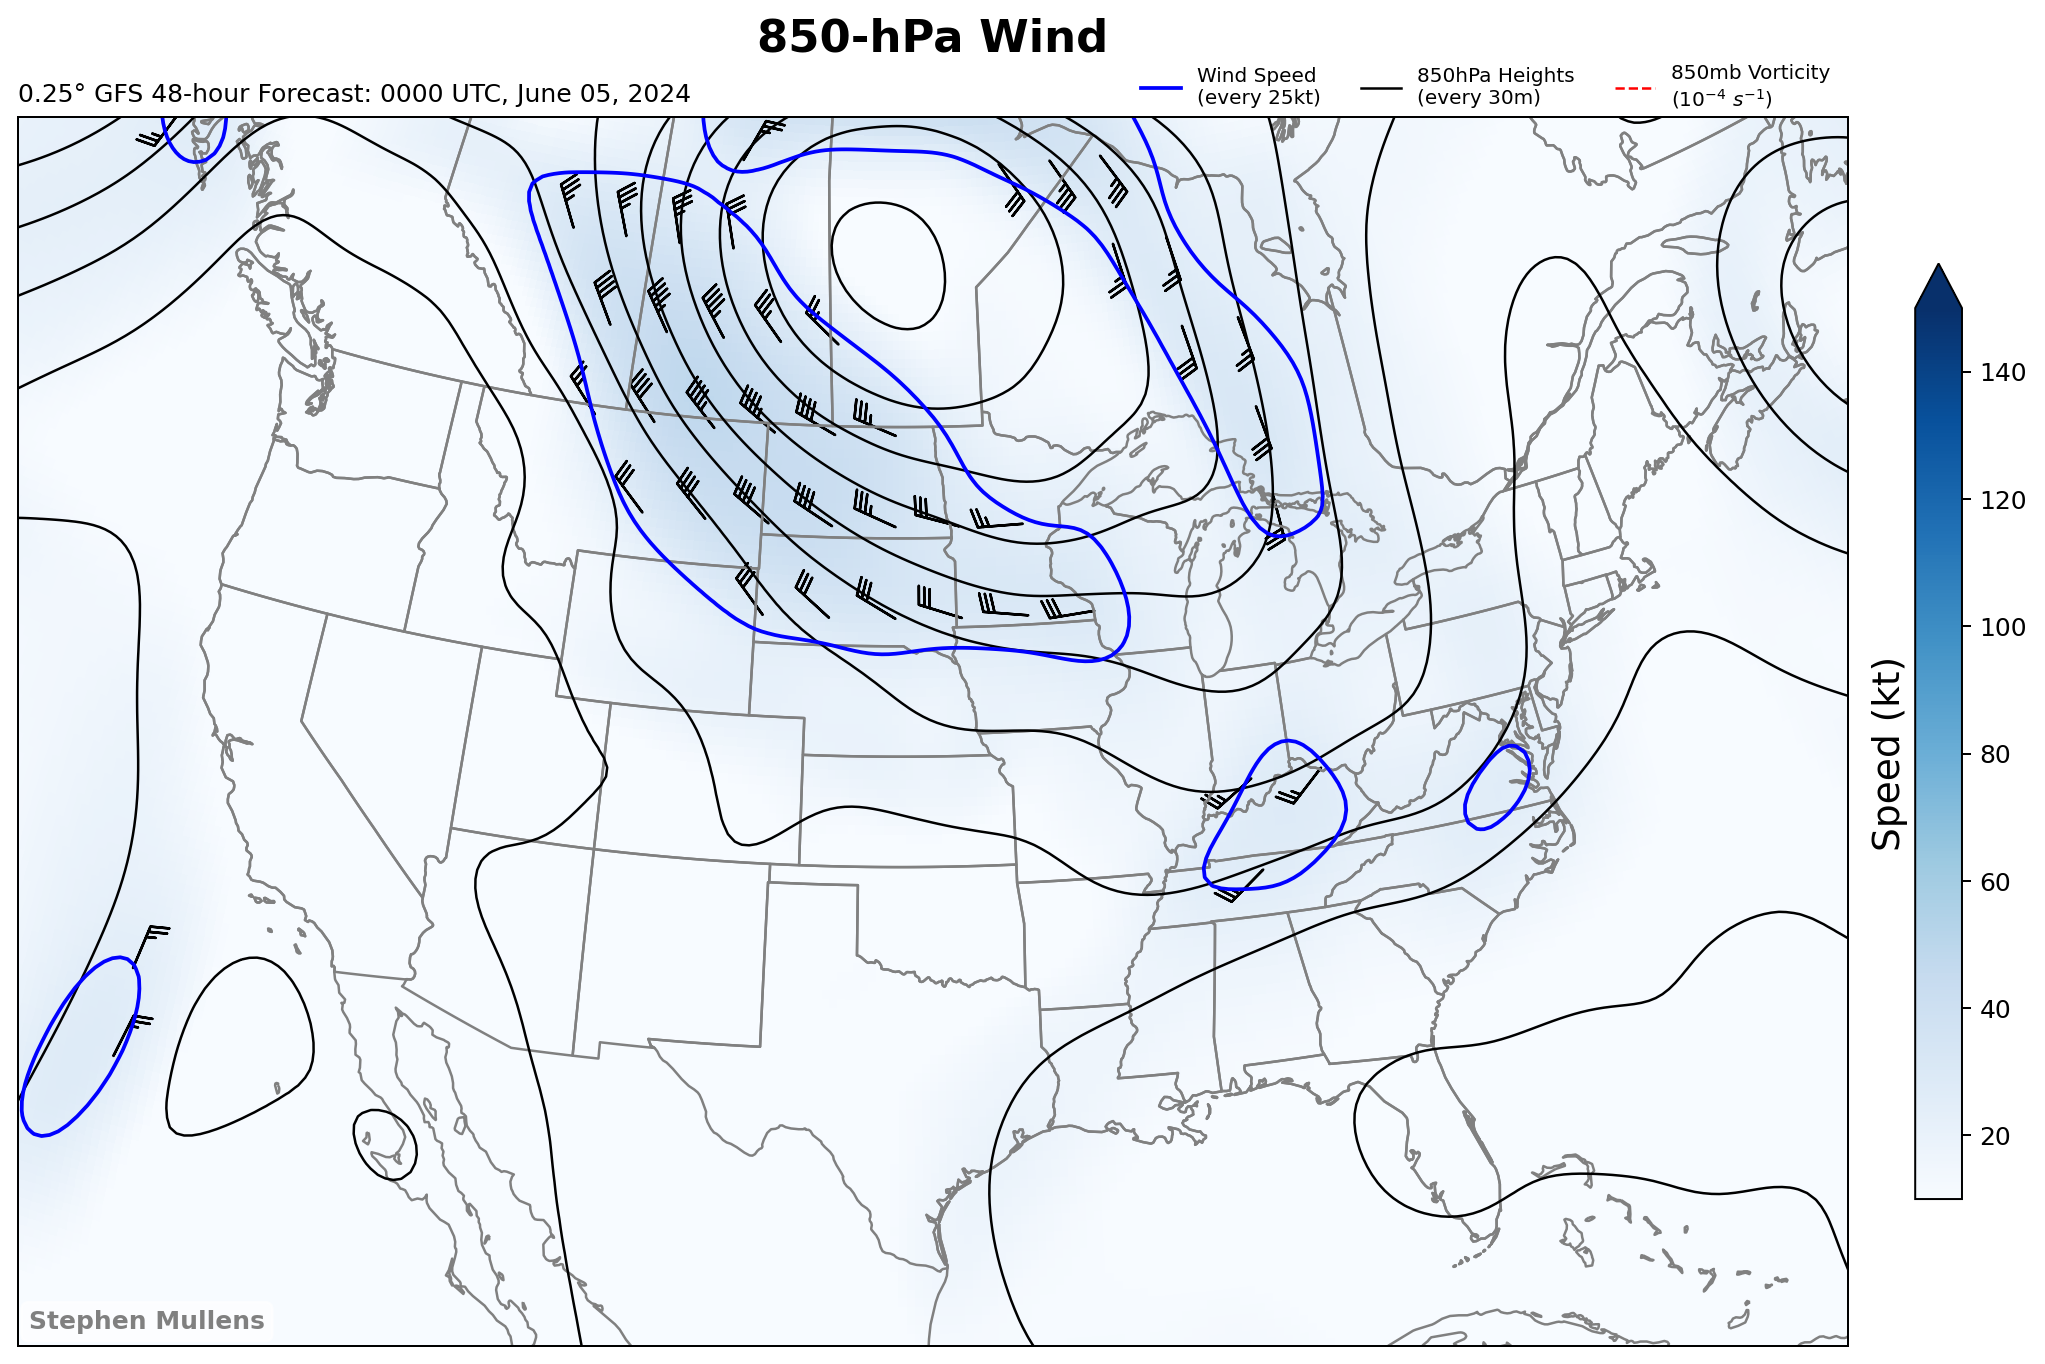 850-hPa Wind
0.25° GFS 48-hour Forecast: 0000 UTC, June 05, 2024
Wind Speed
(every 25kt)
850hPa Heights
(every 30m)
850mb Vorticity
(10⁻⁴ s⁻¹)
140
120
100
80
60
40
20
Speed (kt)
Stephen Mullens